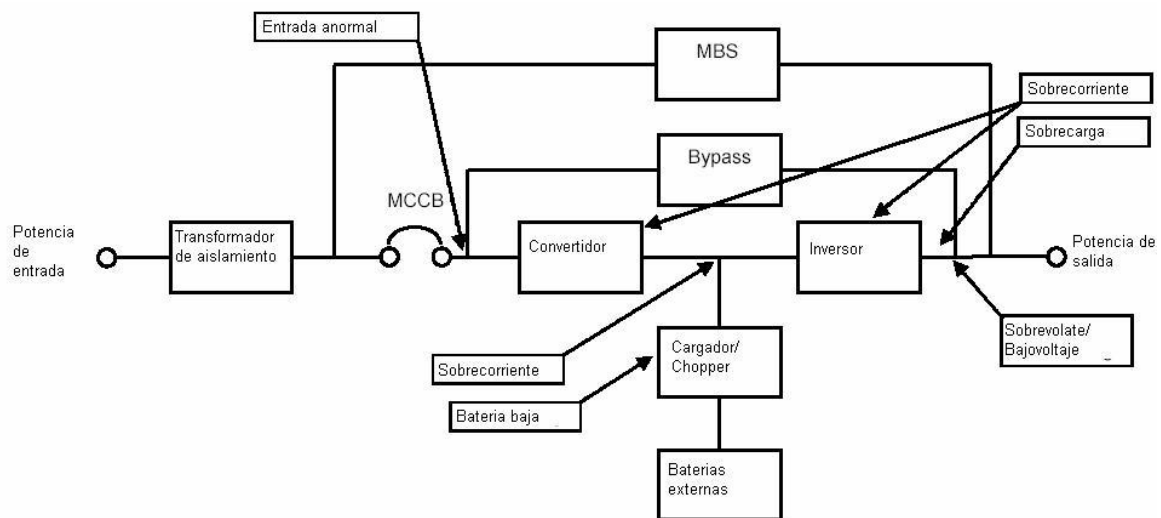 Entrada anormal
MBS
Sobrecorriente
Sobrecarga
Bypass
MCCB
Potencia
de
entrada
Transformador
de aislamiento
Convertidor
Inversor
Potencia de
salida
Sobrevolate/
Bajovoltaje
Cargador/
Chopper
Sobrecorriente
Bateria baja
Baterias
externas